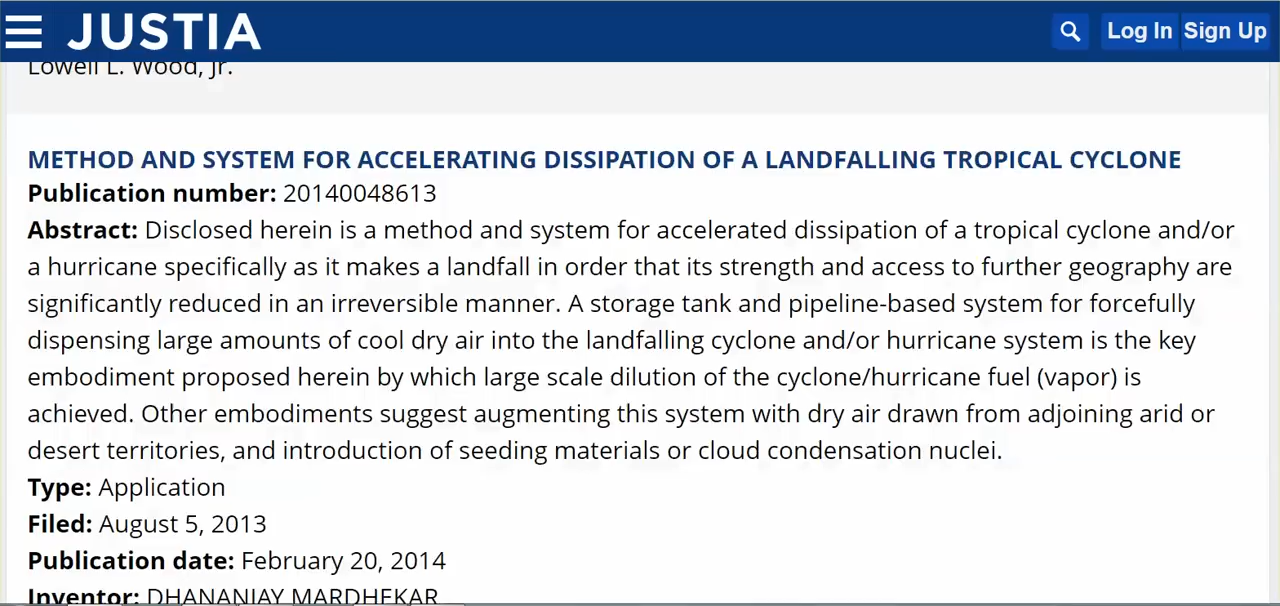 JUSTIA
Log In Sign Up
Lowell L. Wood, Jr.
METHOD AND SYSTEM FOR ACCELERATING DISSIPATION OF A LANDFALLING TROPICAL CYCLONE
Publication number: 20140048613
Abstract: Disclosed herein is a method and system for accelerated dissipation of a tropical cyclone and/or
a hurricane specifically as it makes a landfall in order that its strength and access to further geography are
significantly reduced in an irreversible manner. A storage tank and pipeline-based system for forcefully
dispensing large amounts of cool dry air into the landfalling cyclone and/or hurricane system is the key
embodiment proposed herein by which large scale dilution of the cyclone/hurricane fuel (vapor) is
achieved. Other embodiments suggest augmenting this system with dry air drawn from adjoining arid or
desert territories, and introduction of seeding materials or cloud condensation nuclei.
Type: Application
Filed: August 5, 2013
Publication date: February 20, 2014
Inventor: DHANANJAY MARDHEKAR